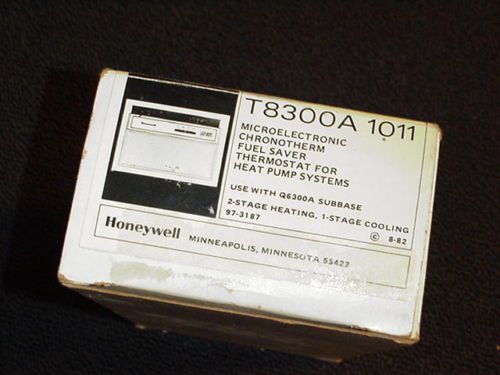 T8300A 1011
MICROELECTRONIC
CHRONOTHERM
FUEL SAVER
THERMOSTAT FOR
HEAT PUMP SYSTEMS
USE WITH Q6300A SUBBASE
2-STAGE HEATING, 1-STAGE COOLING
97-3187
© 8-82
Honeywell MINNEAPOLIS, MINNESOTA 55422